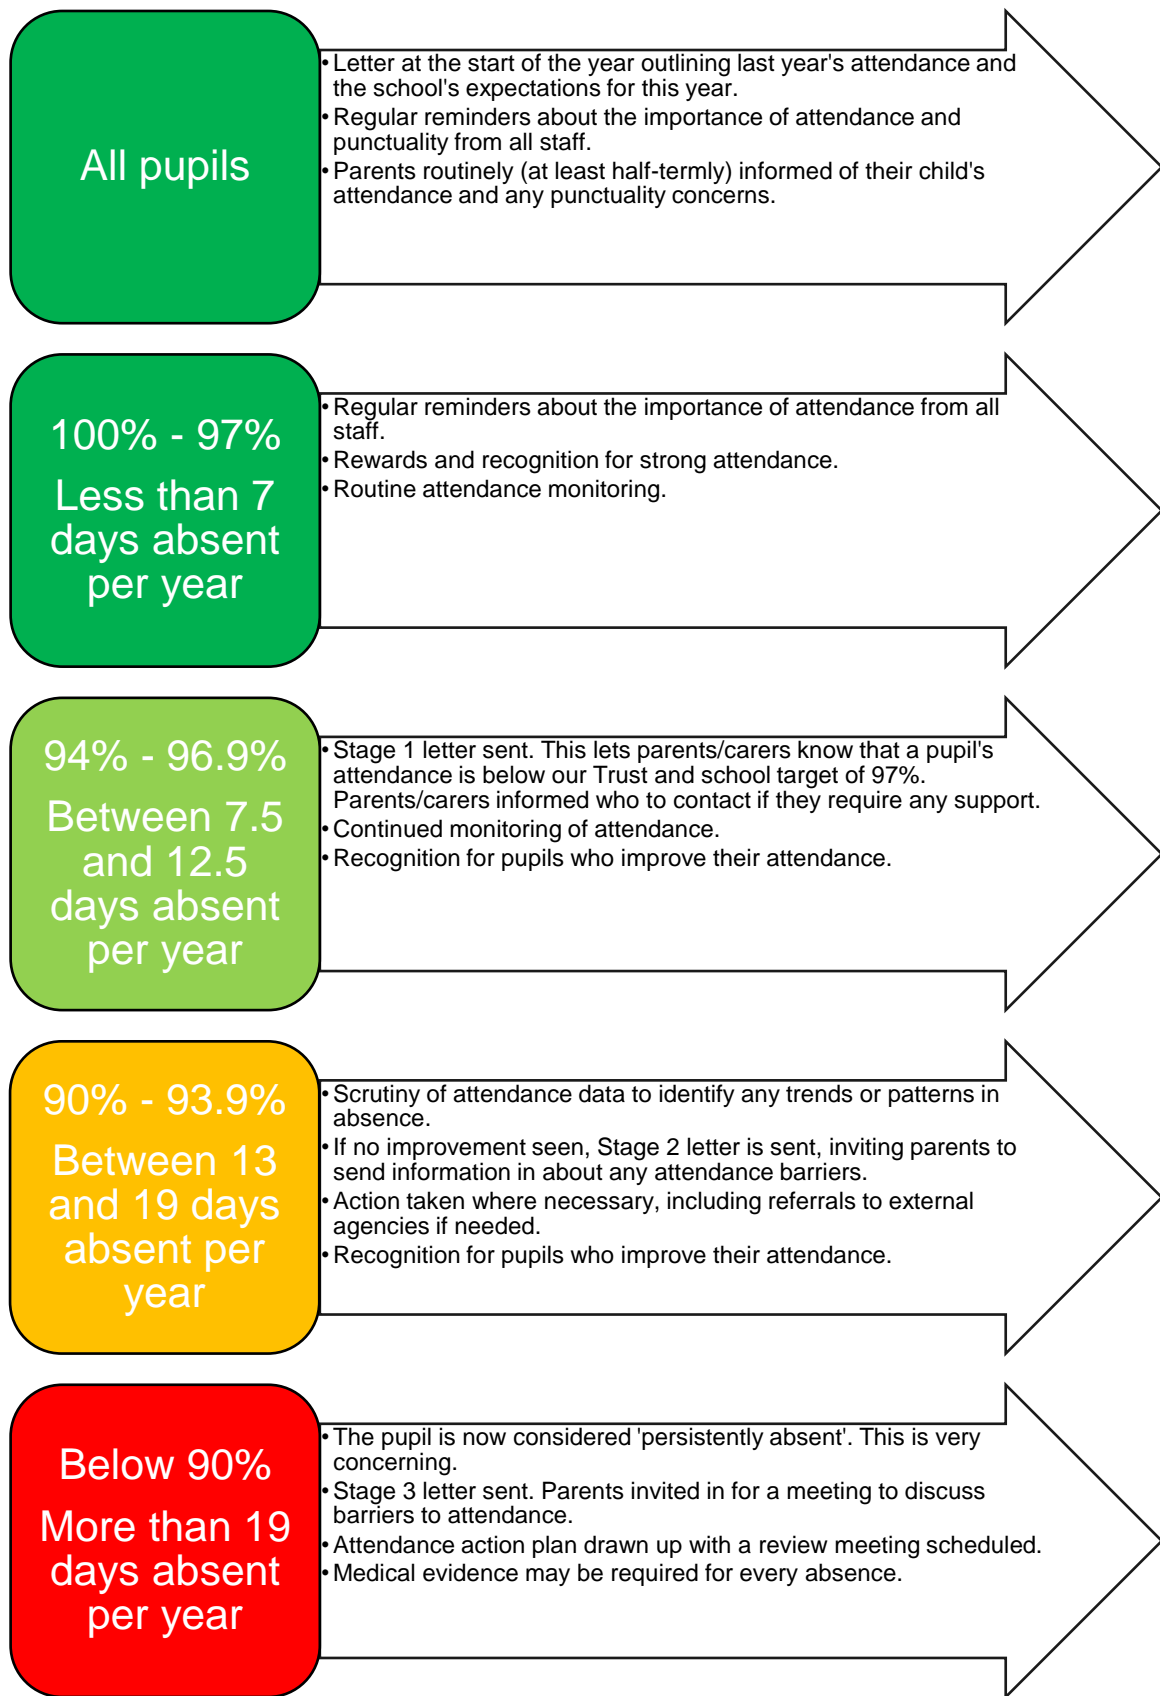 All pupils
•Letter at the start of the year outlining last year's attendance and
the school's expectations for this year.
•Regular reminders about the importance of attendance and
punctuality from all staff.
•Parents routinely (at least half-termly) informed of their child's
attendance and any punctuality concerns.
100% - 97%
Less than 7
days absent
per year
•Regular reminders about the importance of attendance from all
staff.
•Rewards and recognition for strong attendance.
•Routine attendance monitoring.
94% - 96.9%
Between 7.5
and 12.5
days absent
per year
•Stage 1 letter sent. This lets parents/carers know that a pupil's
attendance is below our Trust and school target of 97%.
Parents/carers informed who to contact if they require any support.
•Continued monitoring of attendance.
•Recognition for pupils who improve their attendance.
90% - 93.9%
Between 13
and 19 days
absent per
year
•Scrutiny of attendance data to identify any trends or patterns in
absence.
•If no improvement seen, Stage 2 letter is sent, inviting parents to
send information in about any attendance barriers.
•Action taken where necessary, including referrals to external
agencies if needed.
•Recognition for pupils who improve their attendance.
Below 90%
More than 19
days absent
per year
•The pupil is now considered 'persistently absent'. This is very
concerning.
•Stage 3 letter sent. Parents invited in for a meeting to discuss
barriers to attendance.
•Attendance action plan drawn up with a review meeting scheduled.
•Medical evidence may be required for every absence.